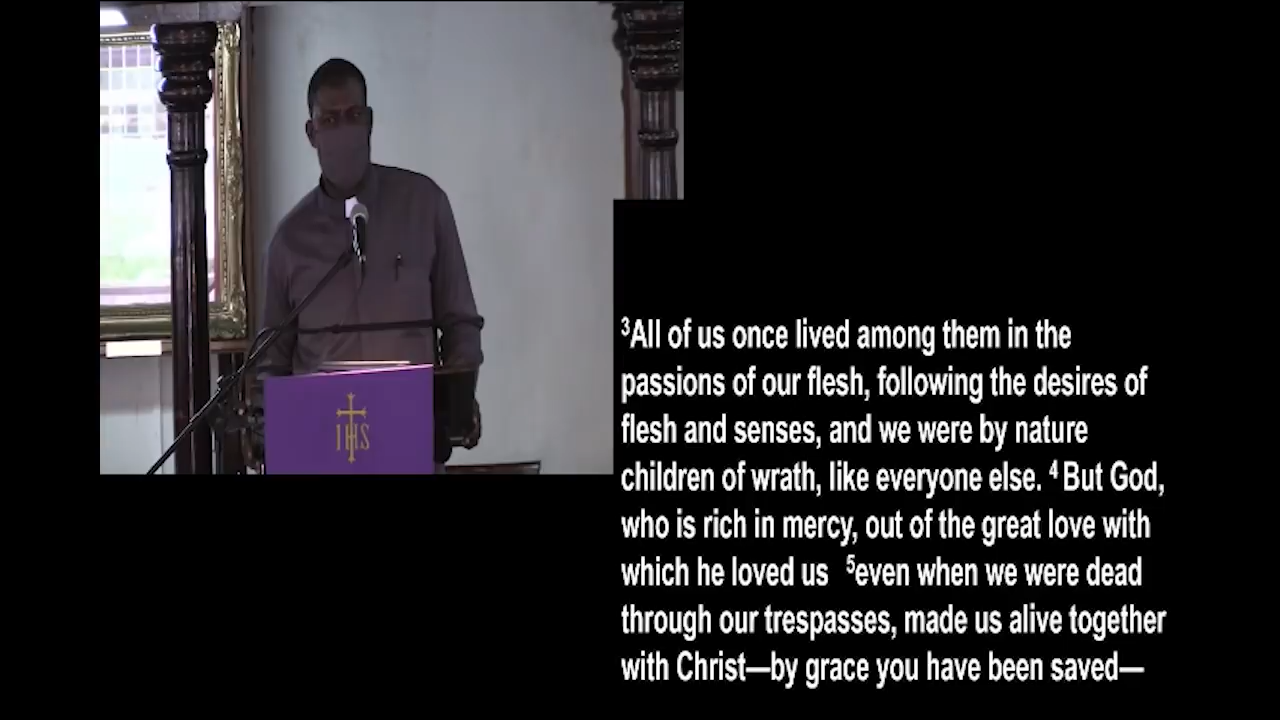 IHS
³All of us once lived among them in the
passions of our flesh, following the desires of
flesh and senses, and we were by nature
children of wrath, like everyone else. ⁴ But God,
who is rich in mercy, out of the great love with
which he loved us ⁵even when we were dead
through our trespasses, made us alive together
with Christ—by grace you have been saved—